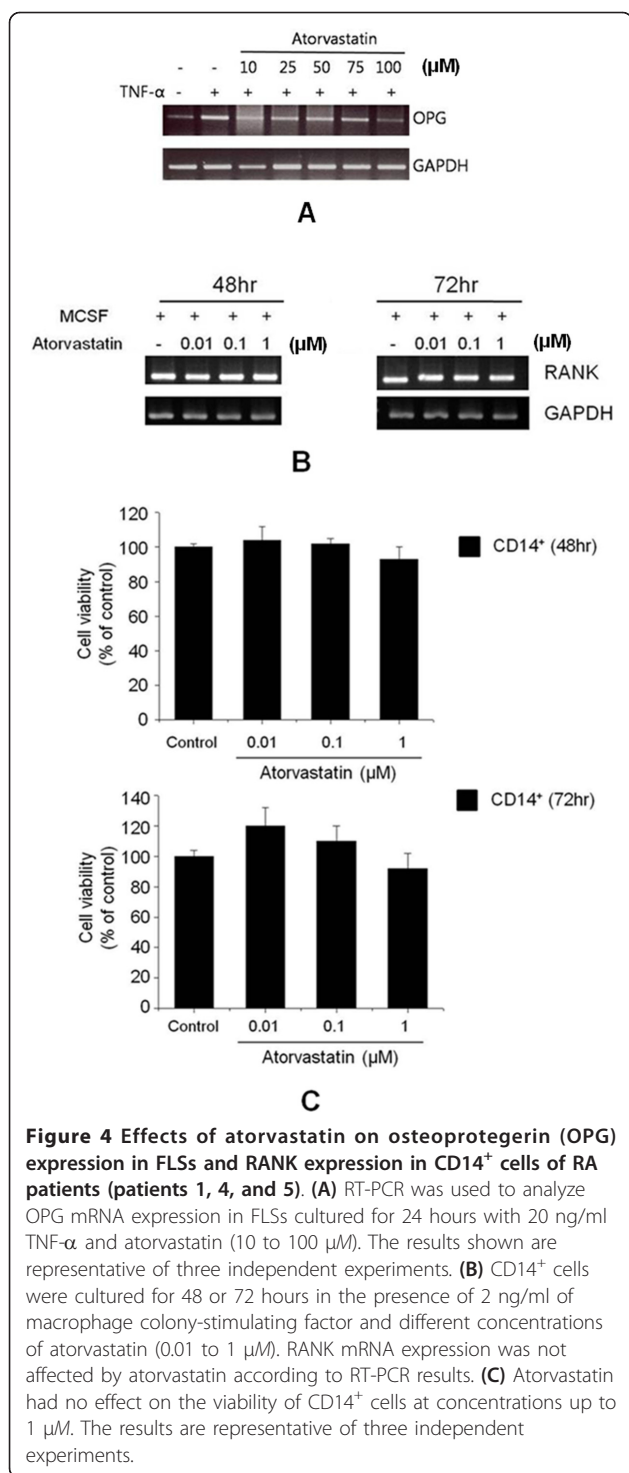 Atorvastatin
- - 10 25 50 75 100 (μM)
TNF-α - + + + + + +
OPG
GAPDH
A
48hr 72hr
MCSF + + + + + + + +
Atorvastatin - 0.01 0.1 1 (μM) - 0.01 0.1 1 (μM)
RANK
GAPDH
B
120
100
80
60
40
20
0
Cell viability
(% of control)
CD14⁺ (48hr)
Control 0.01 0.1 1
Atorvastatin (μM)
140
120
100
80
60
40
20
0
Cell viability
(% of control)
CD14⁺ (72hr)
Control 0.01 0.1 1
Atorvastatin (μM)
C
Figure 4 Effects of atorvastatin on osteoprotegerin (OPG)
expression in FLSs and RANK expression in CD14⁺ cells of RA
patients (patients 1, 4, and 5). (A) RT-PCR was used to analyze
OPG mRNA expression in FLSs cultured for 24 hours with 20 ng/ml
TNF-α and atorvastatin (10 to 100 μM). The results shown are
representative of three independent experiments. (B) CD14⁺ cells
were cultured for 48 or 72 hours in the presence of 2 ng/ml of
macrophage colony-stimulating factor and different concentrations
of atorvastatin (0.01 to 1 μM). RANK mRNA expression was not
affected by atorvastatin according to RT-PCR results. (C) Atorvastatin
had no effect on the viability of CD14⁺ cells at concentrations up to
1 μM. The results are representative of three independent
experiments.